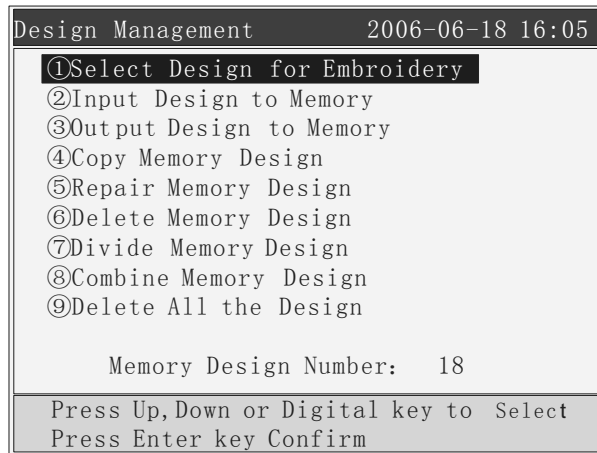 Design Management 2006-06-18 16:05
①Select Design for Embroidery
②Input Design to Memory
③Output Design to Memory
④Copy Memory Design
⑤Repair Memory Design
⑥Delete Memory Design
⑦Divide Memory Design
⑧Combine Memory Design
⑨Delete All the Design
Memory Design Number: 18
Press Up,Down or Digital key to Select
Press Enter key Confirm